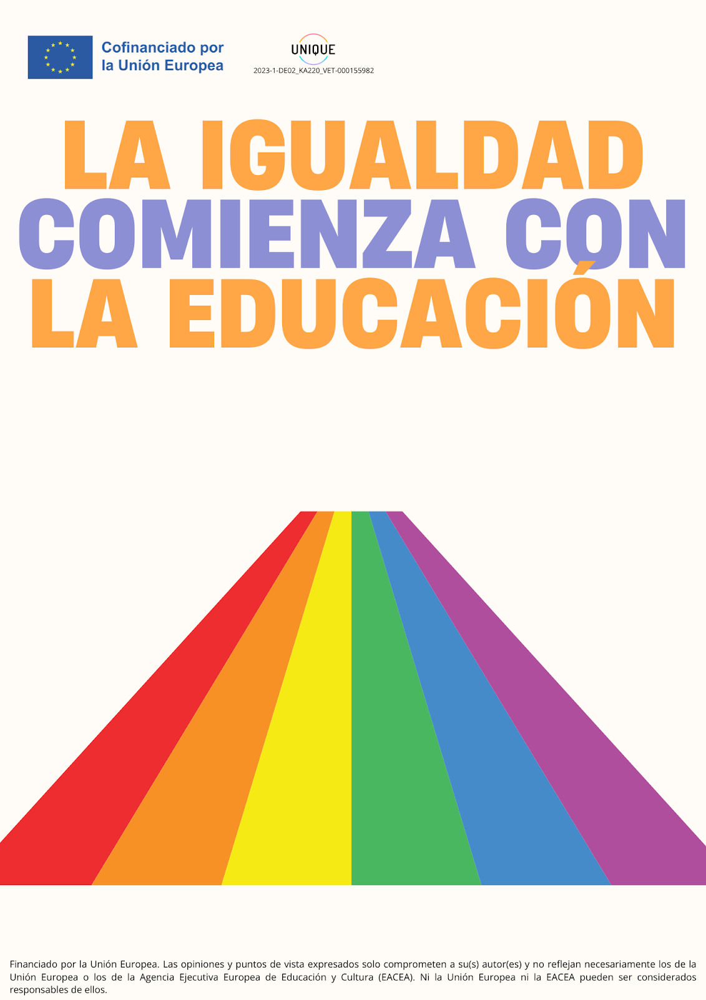 Cofinanciado por
la Unión Europea
UNIQUE
2023-1-DE02_KA220_VET-000155982
LA IGUALDAD
COMIENZA CON
LA EDUCACIÓN
Financiado por la Unión Europea. Las opiniones y puntos de vista expresados solo comprometen a su(s) autor(es) y no reflejan necesariamente los de la
Unión Europea o los de la Agencia Ejecutiva Europea de Educación y Cultura (EACEA). Ni la Unión Europea ni la EACEA pueden ser considerados
responsables de ellos.